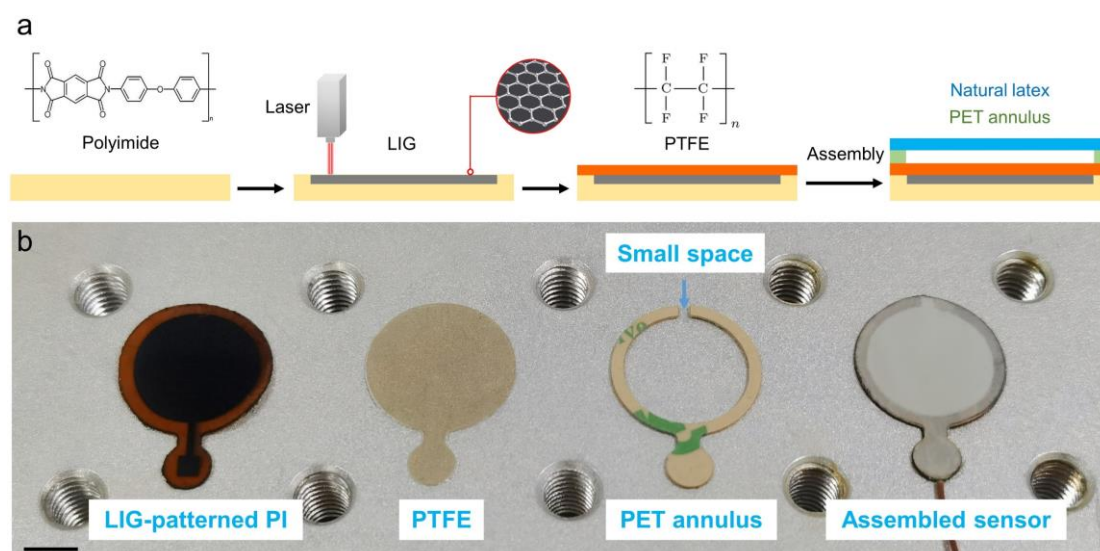 a
O
O
O
O
N
N
O
n
Polyimide
Laser
LIG
F F
C C
F F
n
PTFE
Assembly
Natural latex
PET annulus
b
Small space
LIG-patterned PI
PTFE
PET annulus
Assembled sensor